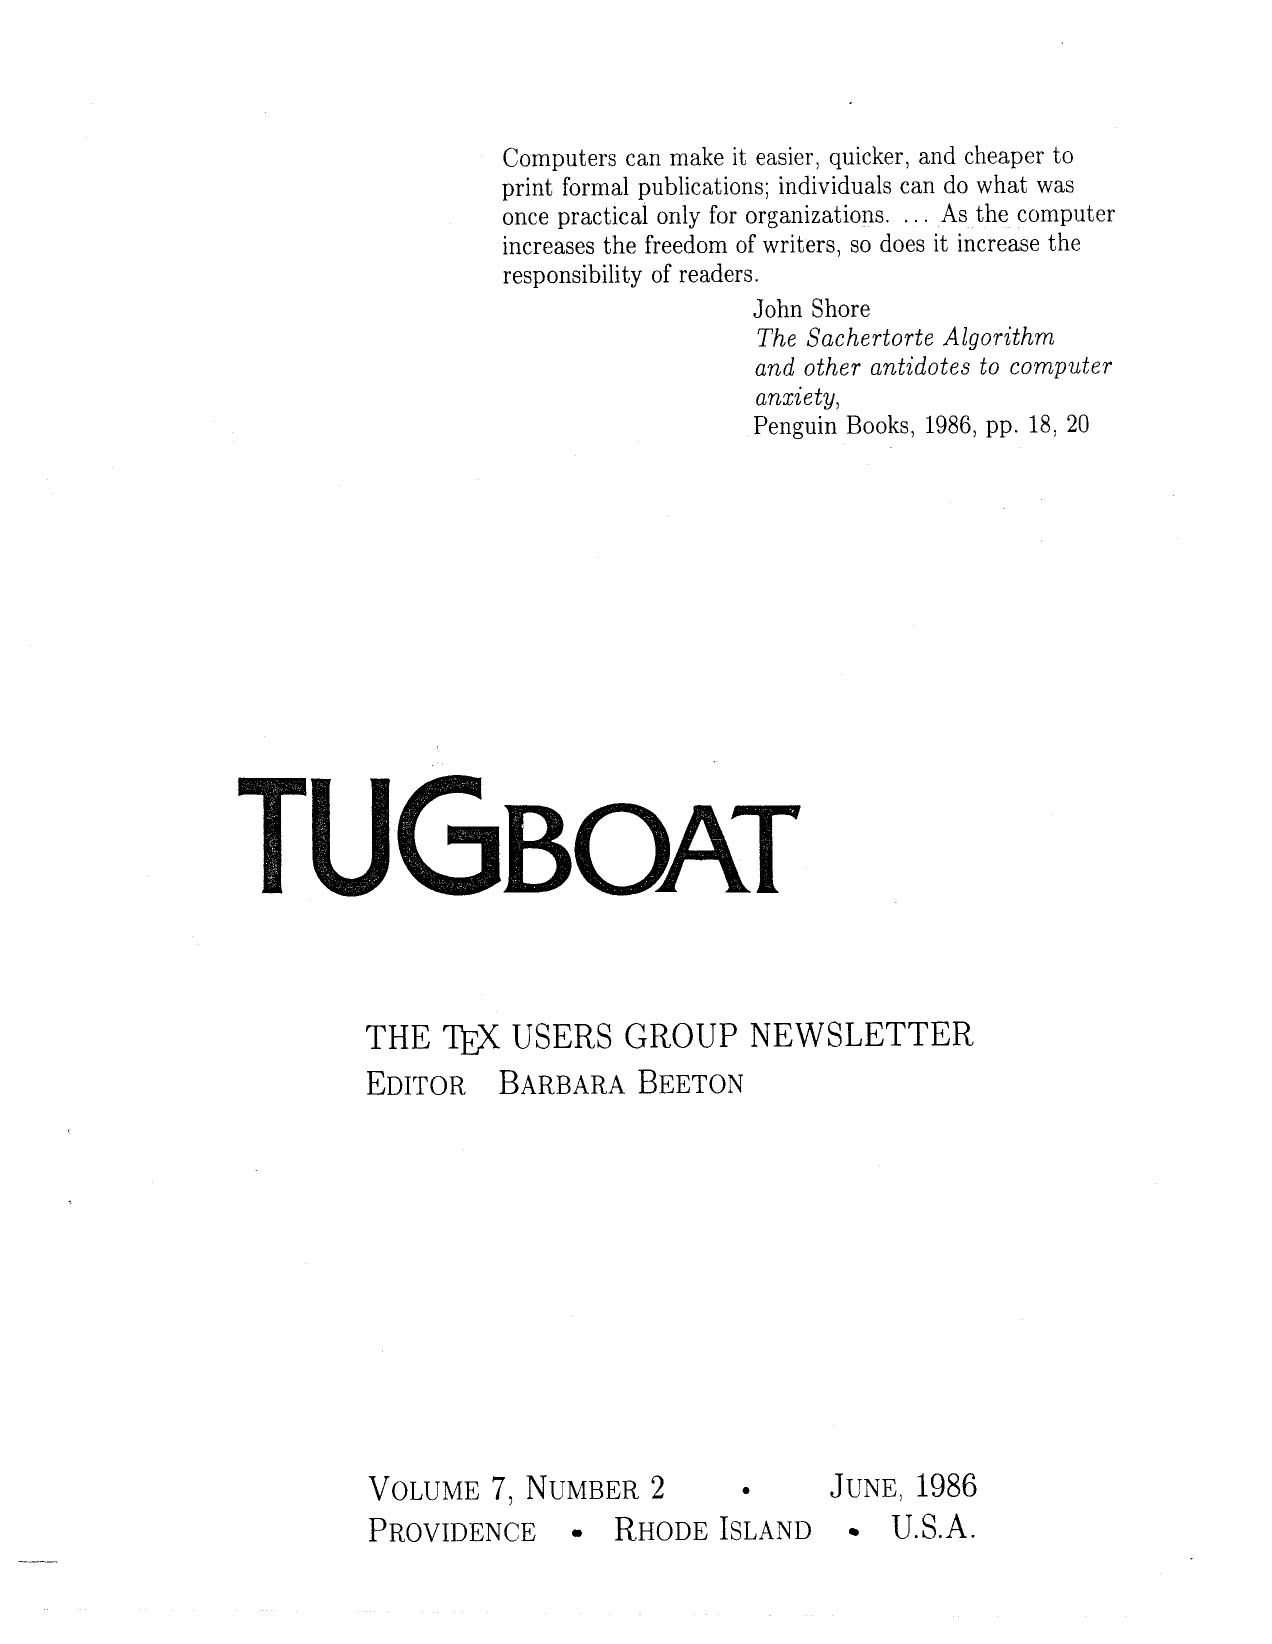 Computers can make it easier, quicker, and cheaper to
print formal publications; individuals can do what was
once practical only for organizations. ... As the computer
increases the freedom of writers, so does it increase the
responsibility of readers.
John Shore
The Sachertorte Algorithm
and other antidotes to computer
anxiety,
Penguin Books, 1986, pp. 18, 20
TUGBOAT
THE TEX USERS GROUP NEWSLETTER
EDITOR BARBARA BEETON
VOLUME 7, NUMBER 2 • JUNE, 1986
PROVIDENCE • RHODE ISLAND • U.S.A.